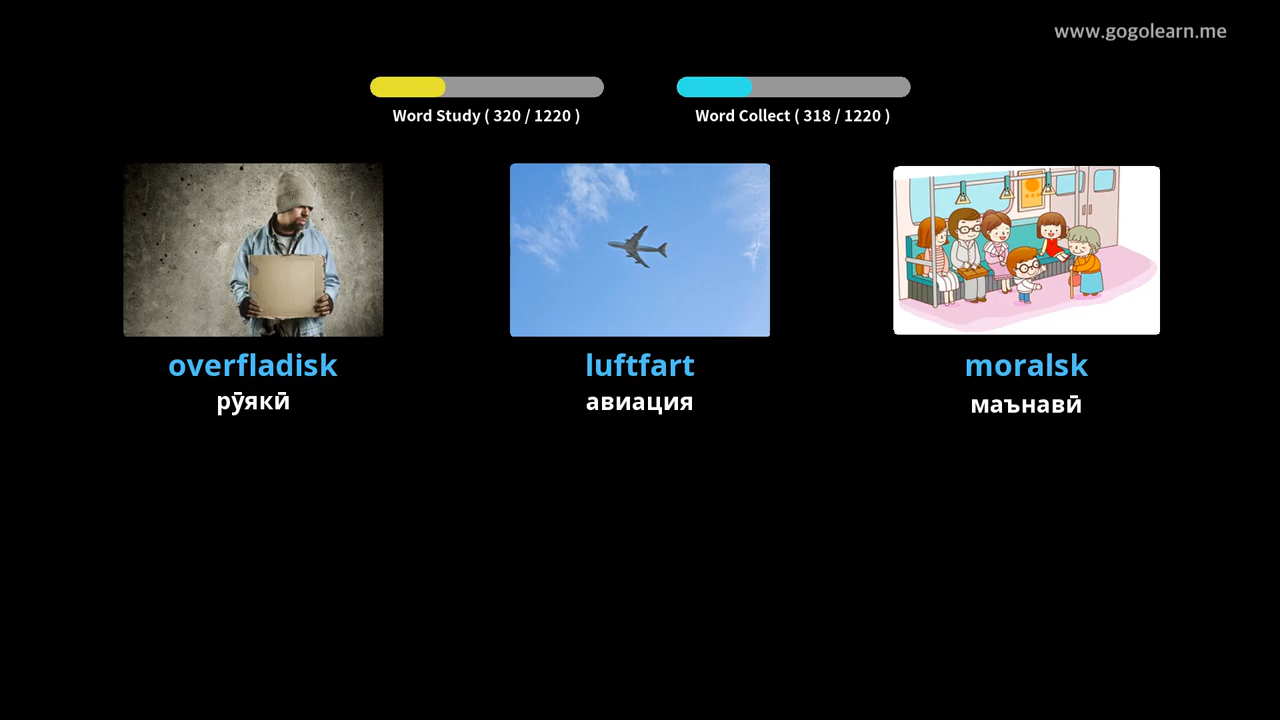 www.gogolearn.me
Word Study ( 320 / 1220 )
Word Collect ( 318 / 1220 )
overfladisk
рӯякӣ
luftfart
авиация
moralsk
маънавӣ